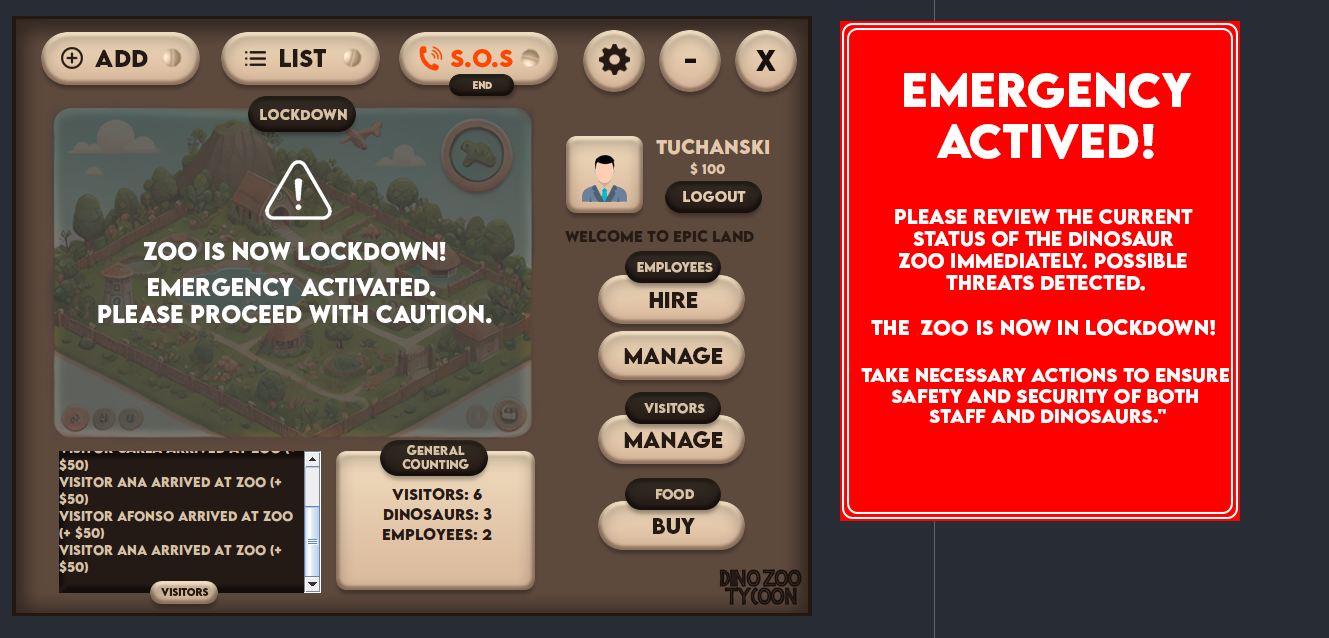 ADD
LIST
S.O.S
END
-
X
LOCKDOWN
ZOO IS NOW LOCKDOWN!
EMERGENCY ACTIVATED.
PLEASE PROCEED WITH CAUTION.
TUCHANSKI
$ 100
LOGOUT
WELCOME TO EPIC LAND
EMPLOYEES
HIRE
MANAGE
VISITORS
MANAGE
FOOD
BUY
VISITOR CARLA ARRIVED AT ZOO (+
$50)
VISITOR ANA ARRIVED AT ZOO (+
$50)
VISITOR AFONSO ARRIVED AT ZOO
(+ $50)
VISITOR ANA ARRIVED AT ZOO (+
$50)
VISITORS
GENERAL
COUNTING
VISITORS: 6
DINOSAURS: 3
EMPLOYEES: 2
DINO ZOO
TYCOON
EMERGENCY
ACTIVED!
PLEASE REVIEW THE CURRENT
STATUS OF THE DINOSAUR
ZOO IMMEDIATELY. POSSIBLE
THREATS DETECTED.
THE  ZOO IS NOW IN LOCKDOWN!
TAKE NECESSARY ACTIONS TO ENSURE
SAFETY AND SECURITY OF BOTH
STAFF AND DINOSAURS."